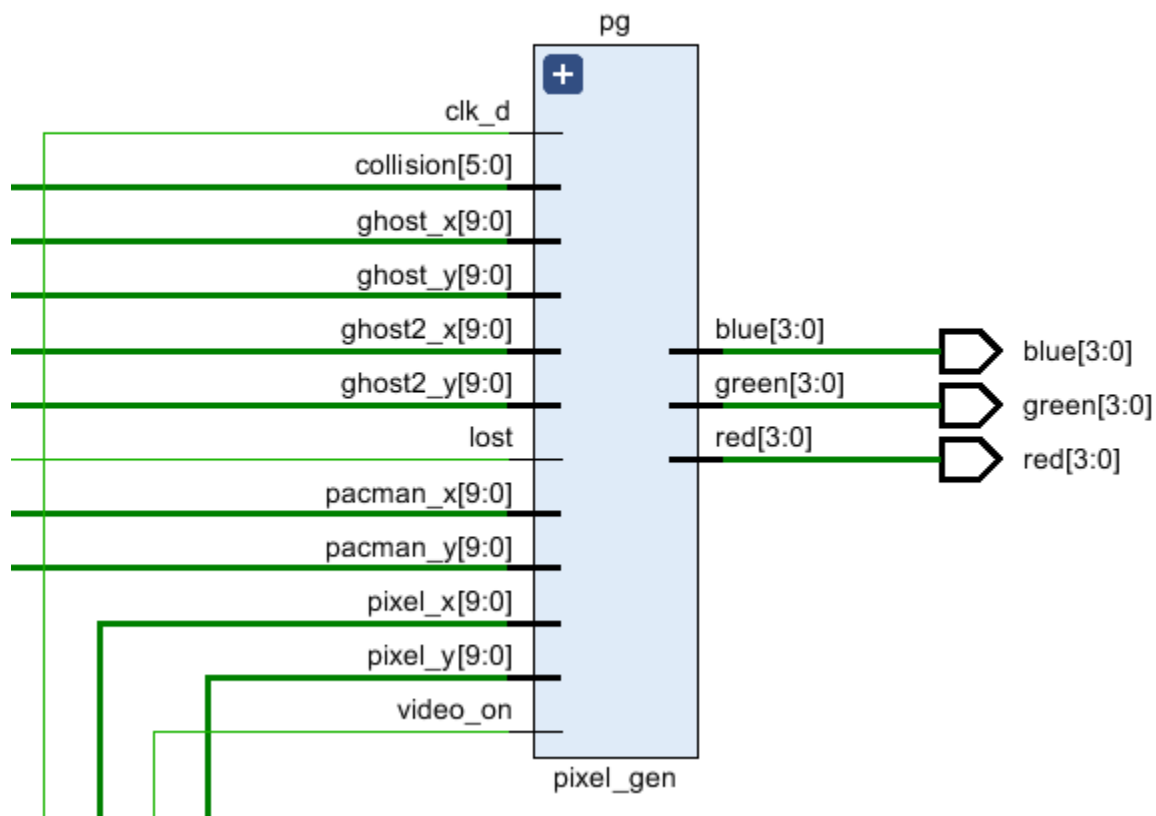 pg
clk_d
collision[5:0]
ghost_x[9:0]
ghost_y[9:0]
ghost2_x[9:0]
blue[3:0]
blue[3:0]
ghost2_y[9:0]
green[3:0]
green[3:0]
lost
red[3:0]
red[3:0]
pacman_x[9:0]
pacman_y[9:0]
pixel_x[9:0]
pixel_y[9:0]
video_on
pixel_gen